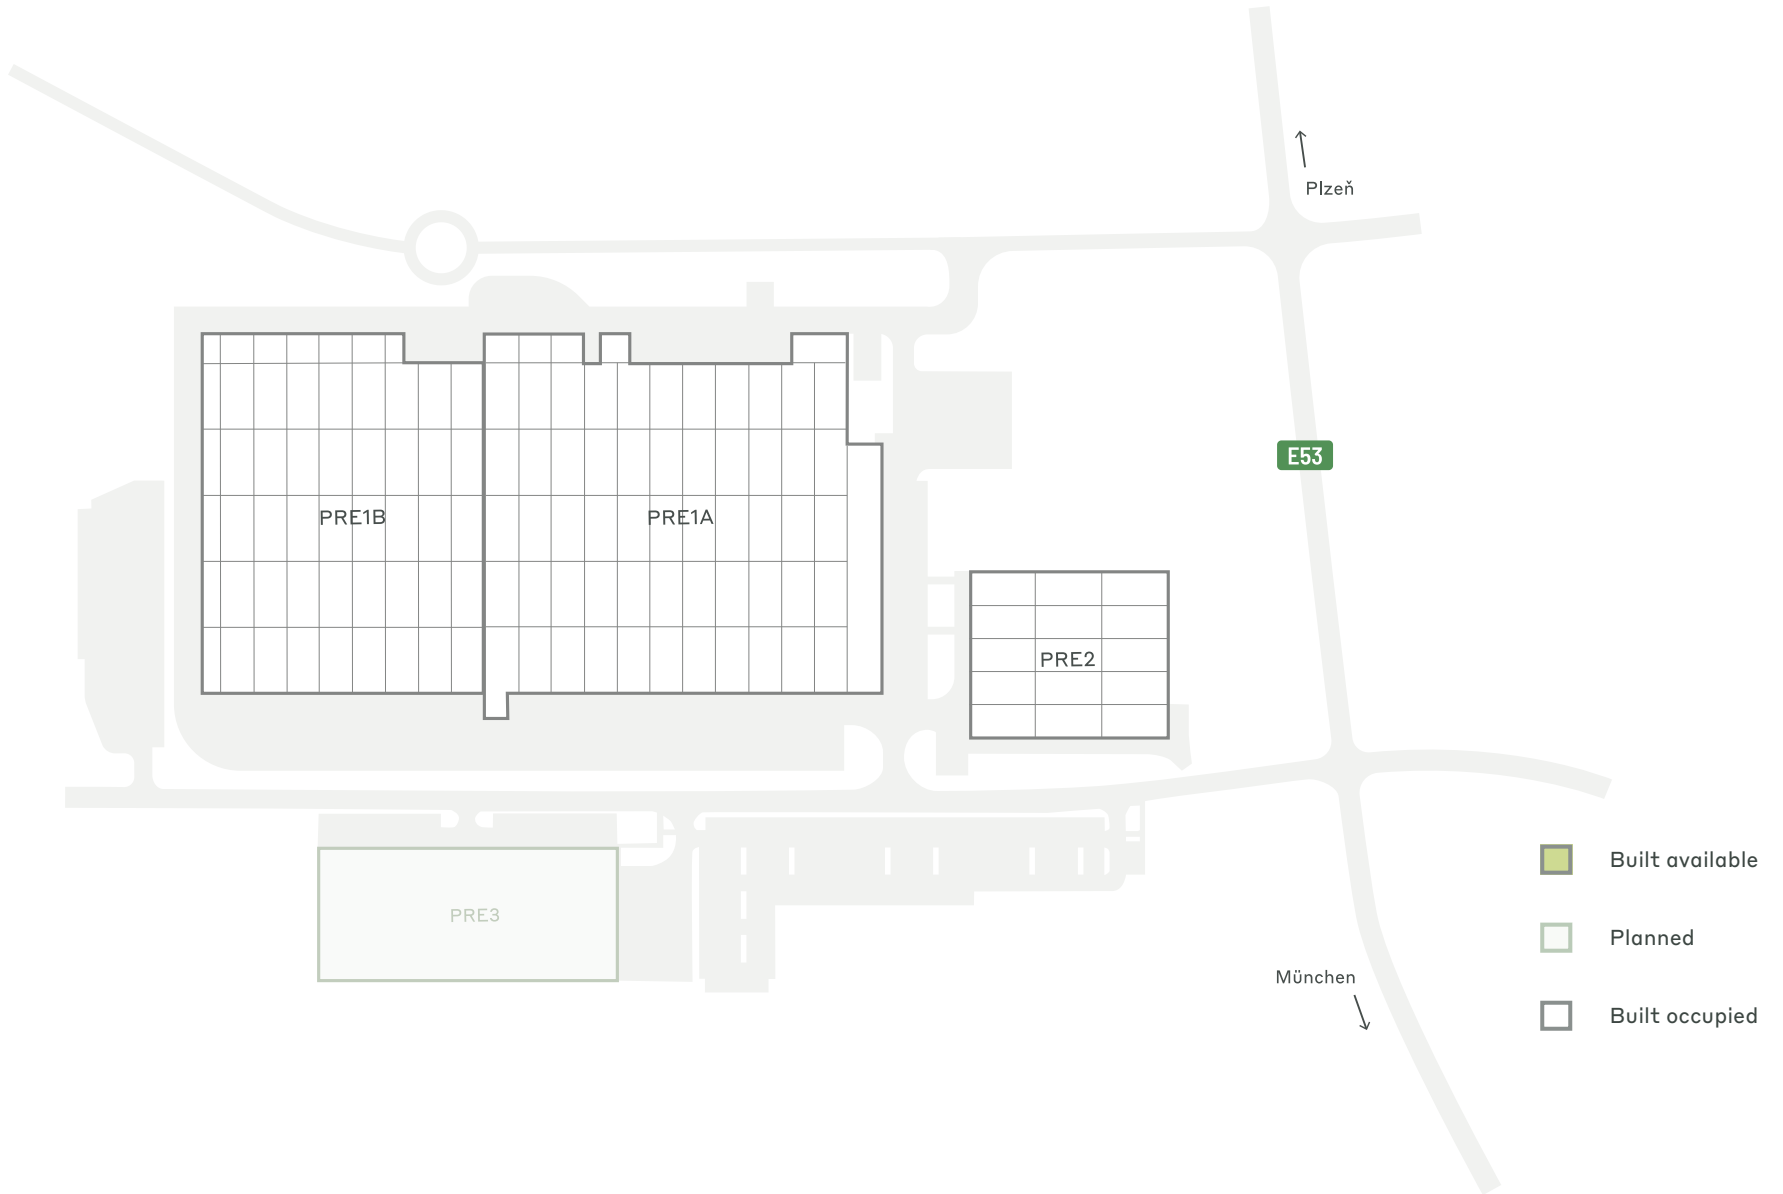 Plzeň
E53
PRE1B
PRE1A
PRE2
Built available
PRE3
Planned
München
Built occupied